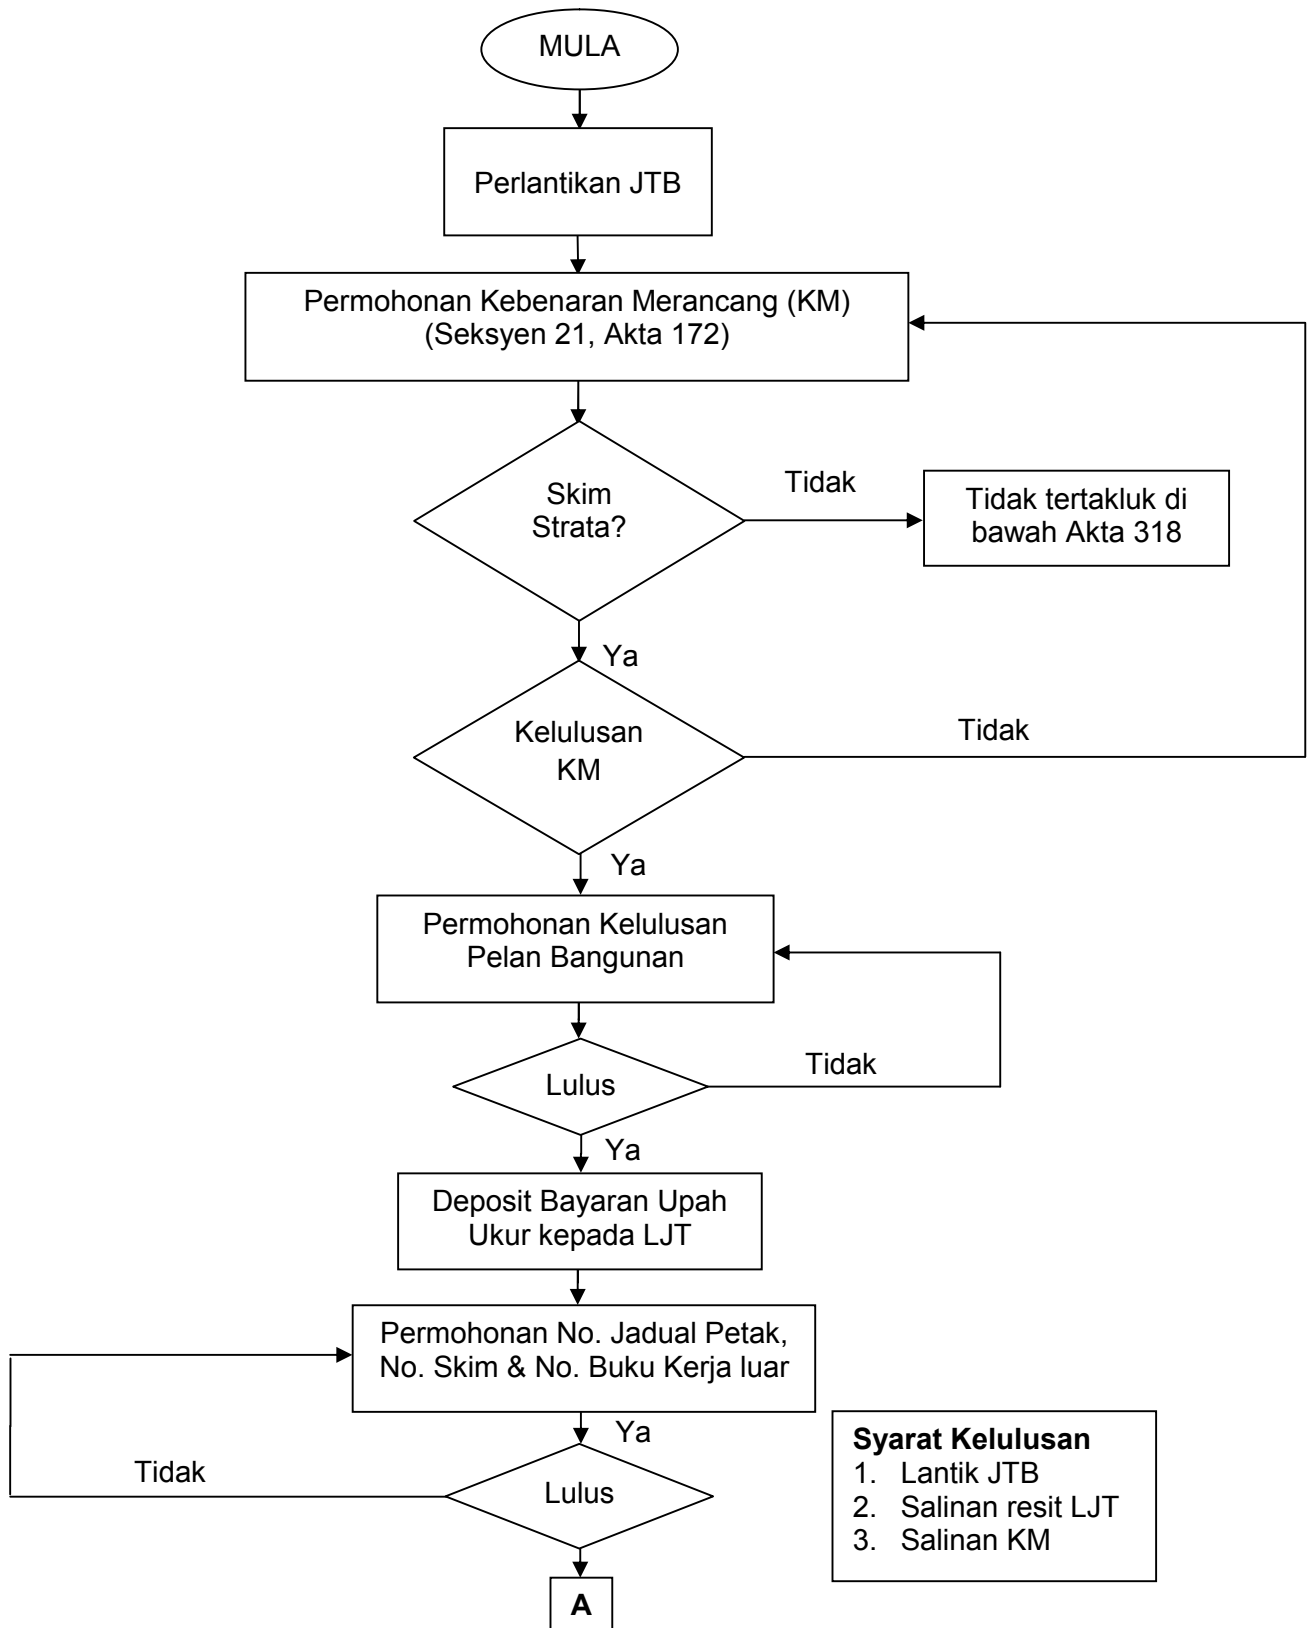 MULA
Perlantikan JTB
Permohonan Kebenaran Merancang (KM)
(Seksyen 21, Akta 172)
Skim
Strata?
Tidak
Tidak tertakluk di
bawah Akta 318
Ya
Kelulusan
KM
Tidak
Ya
Permohonan Kelulusan
Pelan Bangunan
Lulus
Tidak
Ya
Deposit Bayaran Upah
Ukur kepada LJT
Permohonan No. Jadual Petak,
No. Skim & No. Buku Kerja luar
Ya
Tidak
Lulus
Syarat Kelulusan
1. Lantik JTB
2. Salinan resit LJT
3. Salinan KM
A